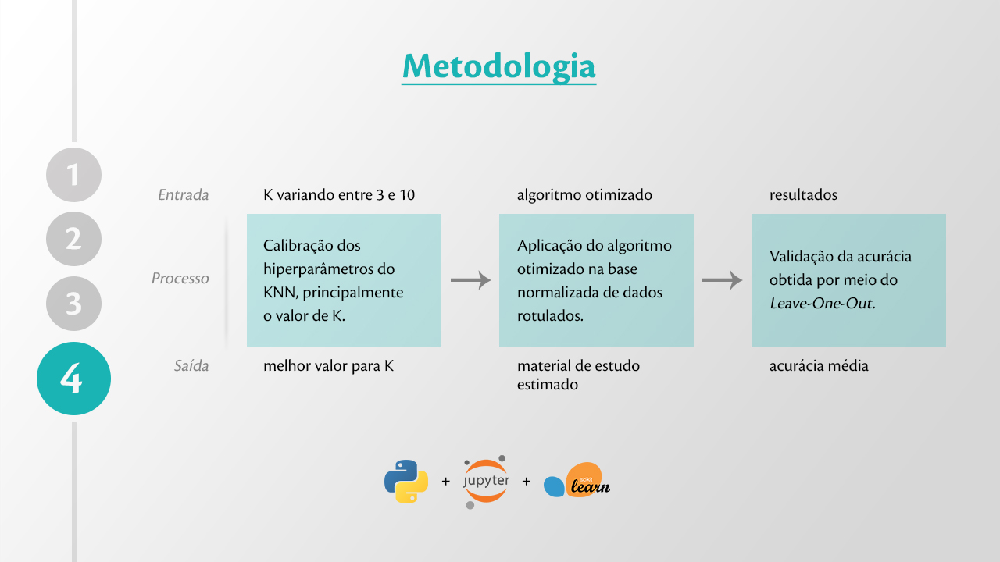 Metodologia
1
2
3
4
Entrada
K variando entre 3 e 10
algoritmo otimizado
resultados
Processo
Calibração dos
hiperparâmetros do
KNN, principalmente
o valor de K.
Aplicação do algoritmo
otimizado na base
normalizada de dados
rotulados.
Validação da acurácia
obtida por meio do
Leave-One-Out.
Saída
melhor valor para K
material de estudo
estimado
acurácia média
+
jupyter
+
scikit
learn